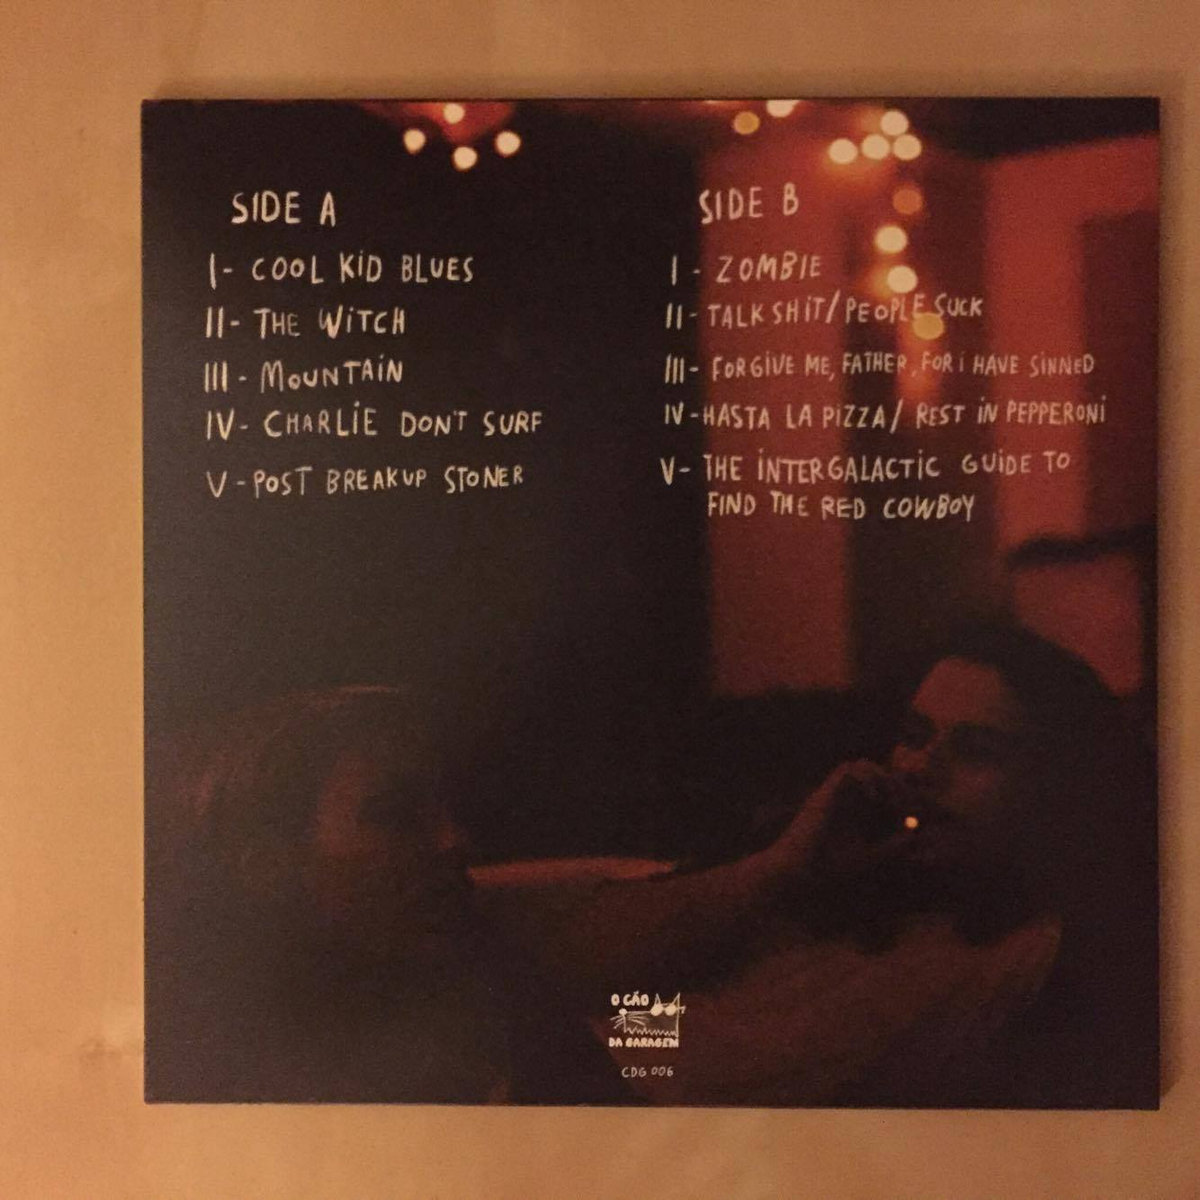 SIDE A
I- COOL KID BLUES
II- THE WITCH
III- MOUNTAIN
IV- CHARLIE DON'T SURF
V- POST BREAKUP STONER
SIDE B
I- ZOMBIE
II- TALK SHIT/PEOPLE SUCK
III- FORGIVE ME, FATHER, FOR I HAVE SINNED
IV- HASTA LA PIZZA/ REST IN PEPPERONI
V- THE INTERGALACTIC GUIDE TO
FIND THE RED COWBOY
O CÃO
DA GARAGEM
CDG 006